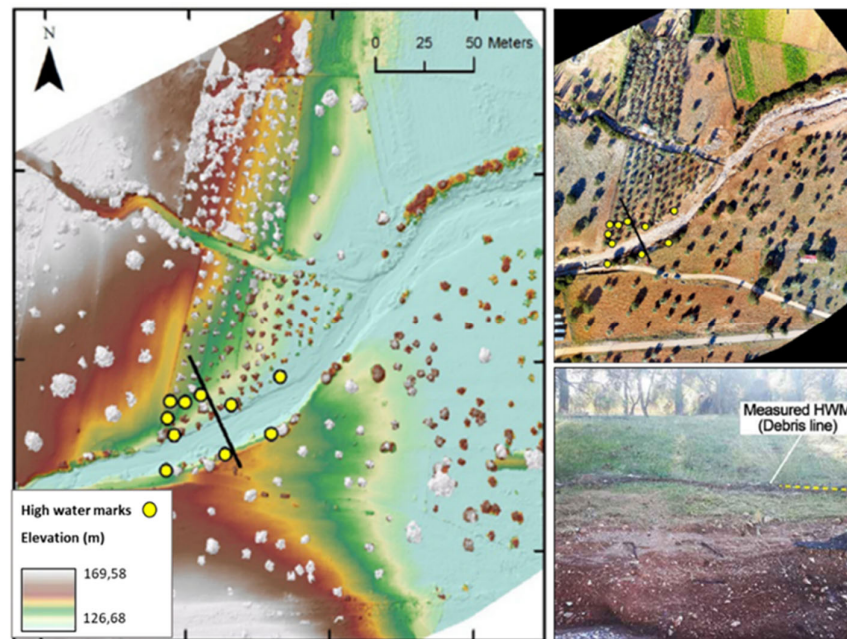 N
0 25 50 Meters
High water marks
Elevation (m)
169,58
126,68
Measured HWM
(Debris line)